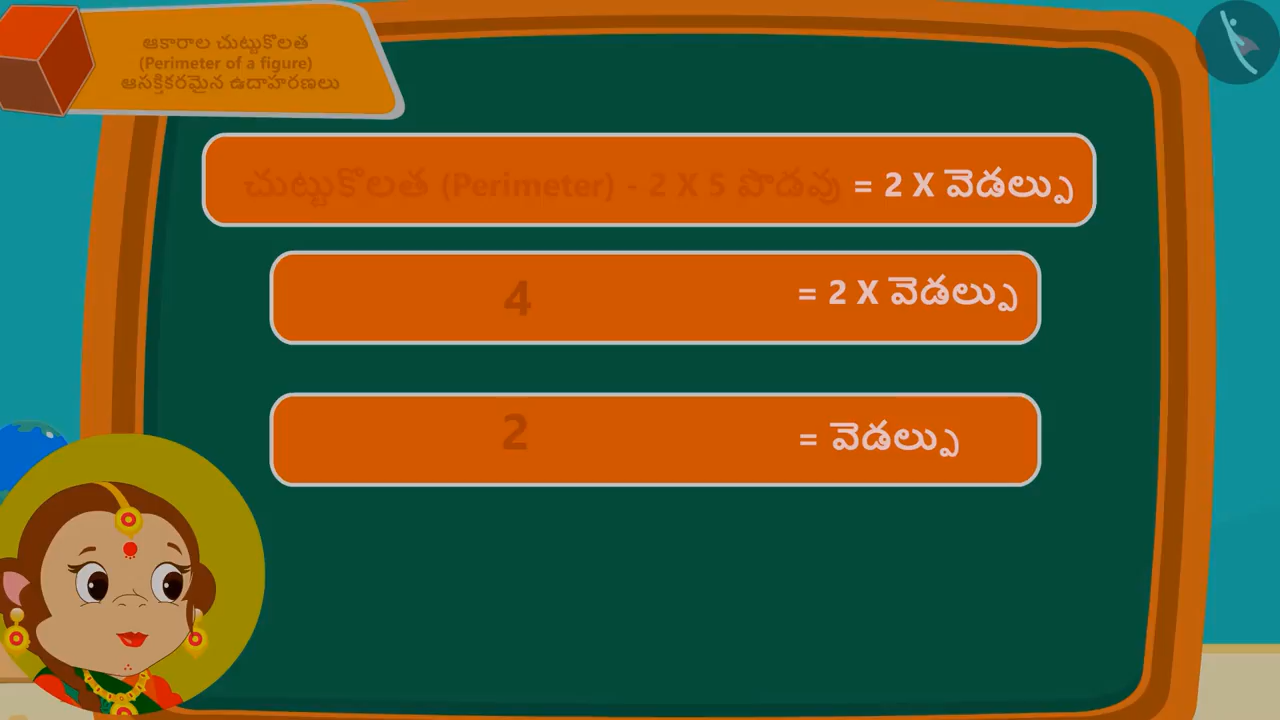 ఆకారాల చుట్టుకొలత
(Perimeter of a figure)
ఆసక్తికరమైన ఉదాహరణలు
చుట్టుకొలత (Perimeter) - 2 X 5 పొడవు = 2 X వెడల్పు
4 = 2 X వెడల్పు
2 = వెడల్పు